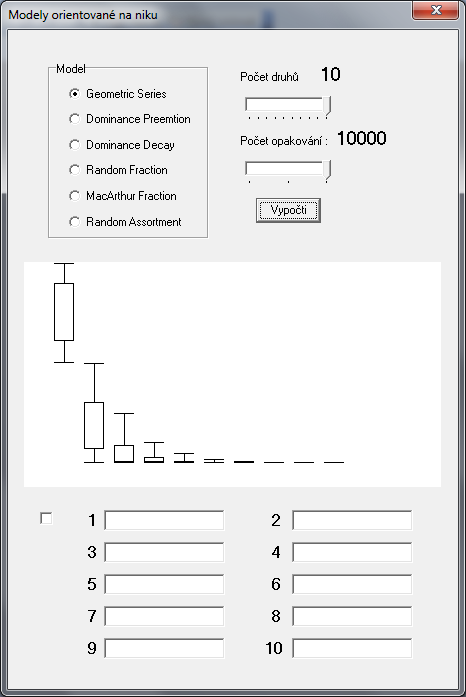 Modely orientované na niku
Model
Geometric Series
Dominance Preemtion
Dominance Decay
Random Fraction
MacArthur Fraction
Random Assortment
Počet druhů 10
Počet opakování : 10000
Vypočti
1 2
3 4
5 6
7 8
9 10